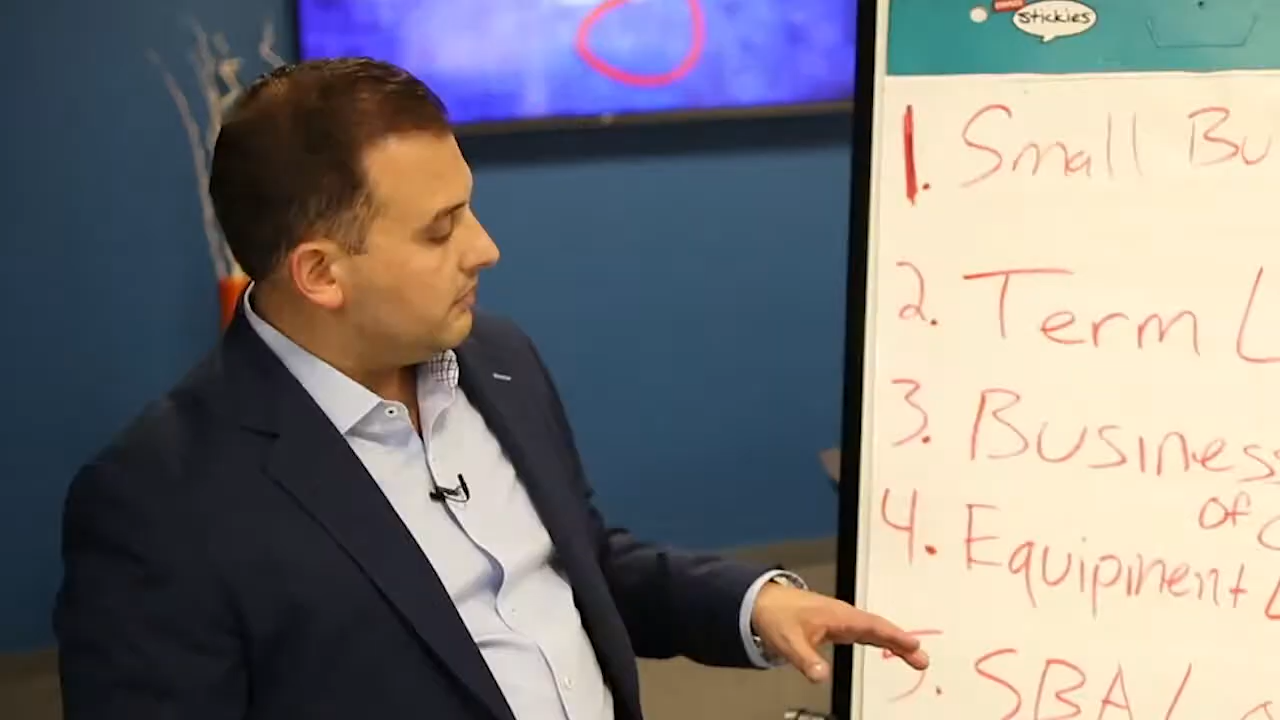 stickies
1. Small Bu
2. Term L
3. Business
of
4. Equipment L
5. SBA L